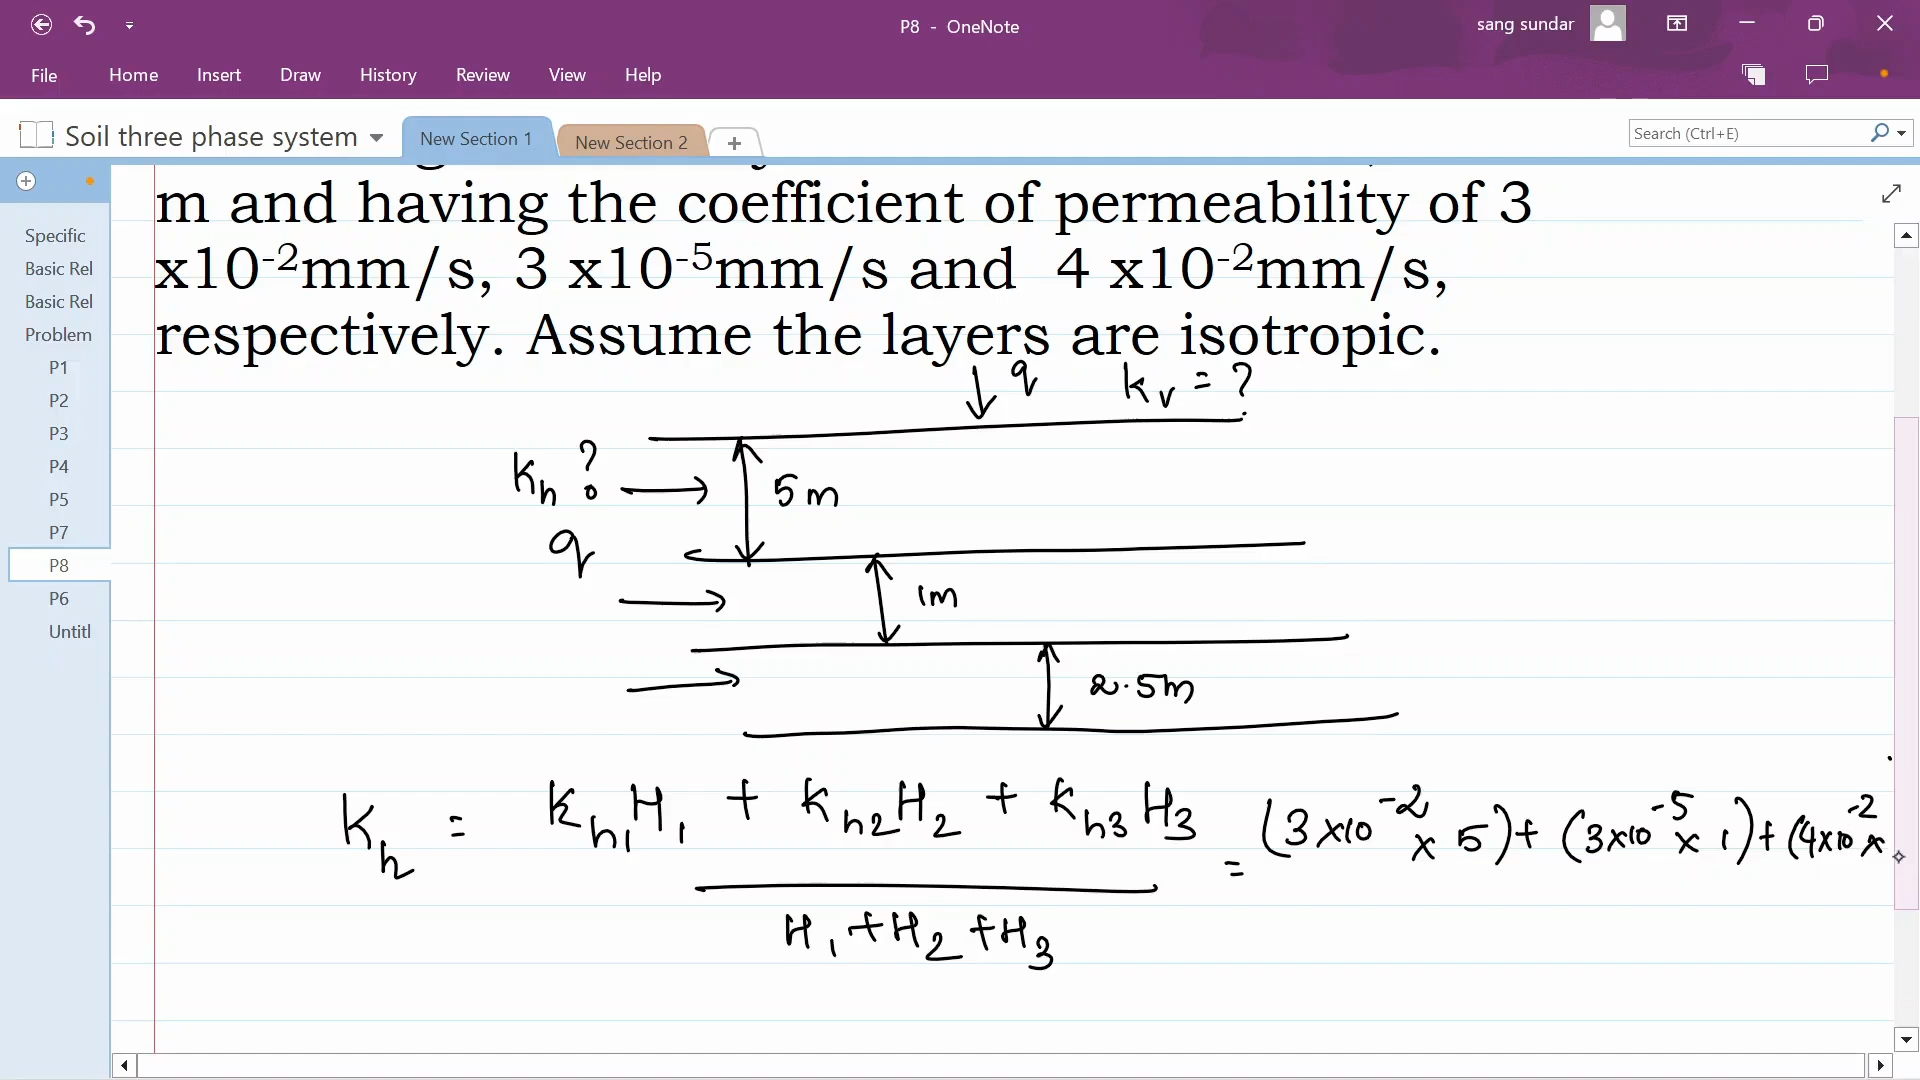 P8 - OneNote
sang sundar
File Home Insert Draw History Review View Help
Soil three phase system
New Section 1
New Section 2
+
Search (Ctrl+E)
Specific
Basic Rel
Basic Rel
Problem
P1
P2
P3
P4
P5
P7
P8
P6
Untitl
m and having the coefficient of permeability of 3
x10⁻²mm/s, 3 x10⁻⁵mm/s and 4 x10⁻²mm/s,
respectively. Assume the layers are isotropic.
q kᵥ = ?
kₕ ?
5m
q
1m
2.5m
Kₕ = kₕ₁H₁ + kₕ₂H₂ + kₕ₃H₃ = (3x10⁻² x 5) + (3x10⁻⁵ x 1) + (4x10⁻² x
H₁ + H₂ + H₃